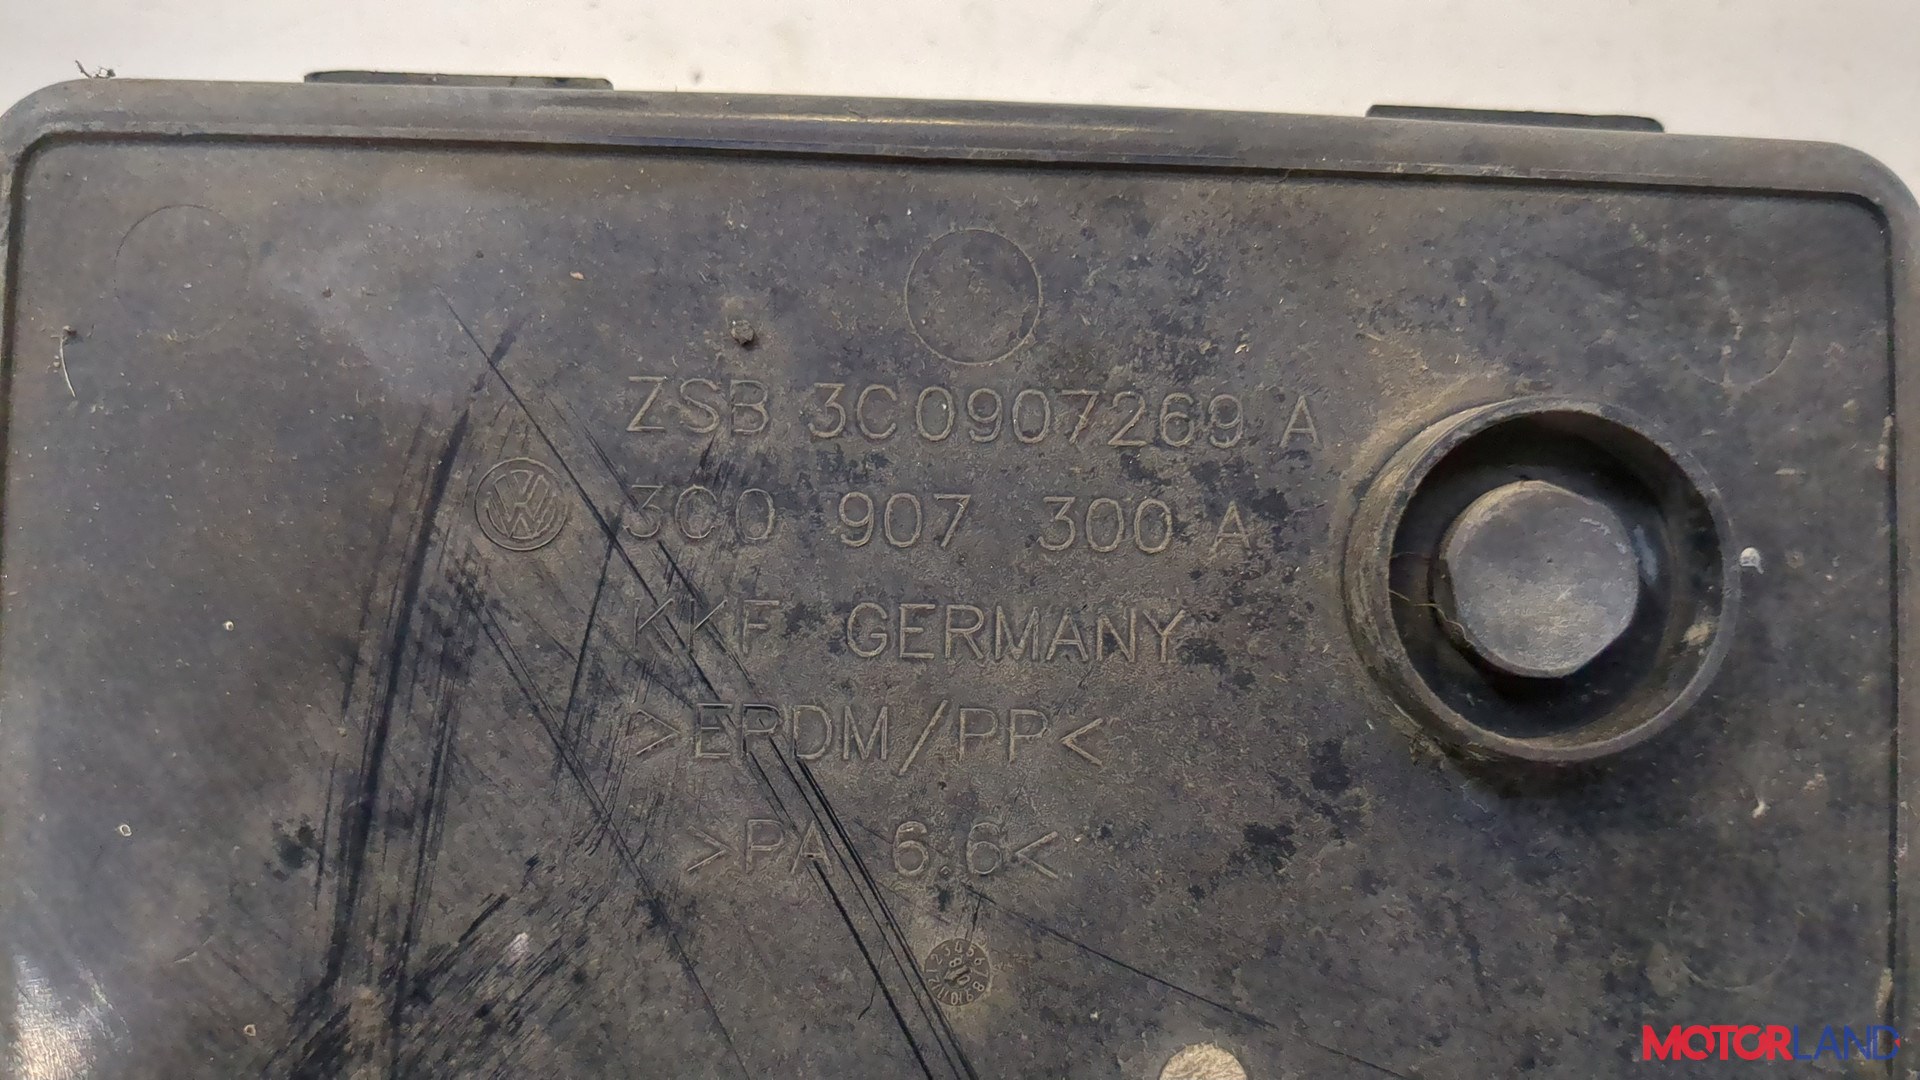 ZSB 3C0907269 A
3C0 907 300 A
KKF GERMANY
>EPDM/PP<
>PA 6.6<
MOTORLAND